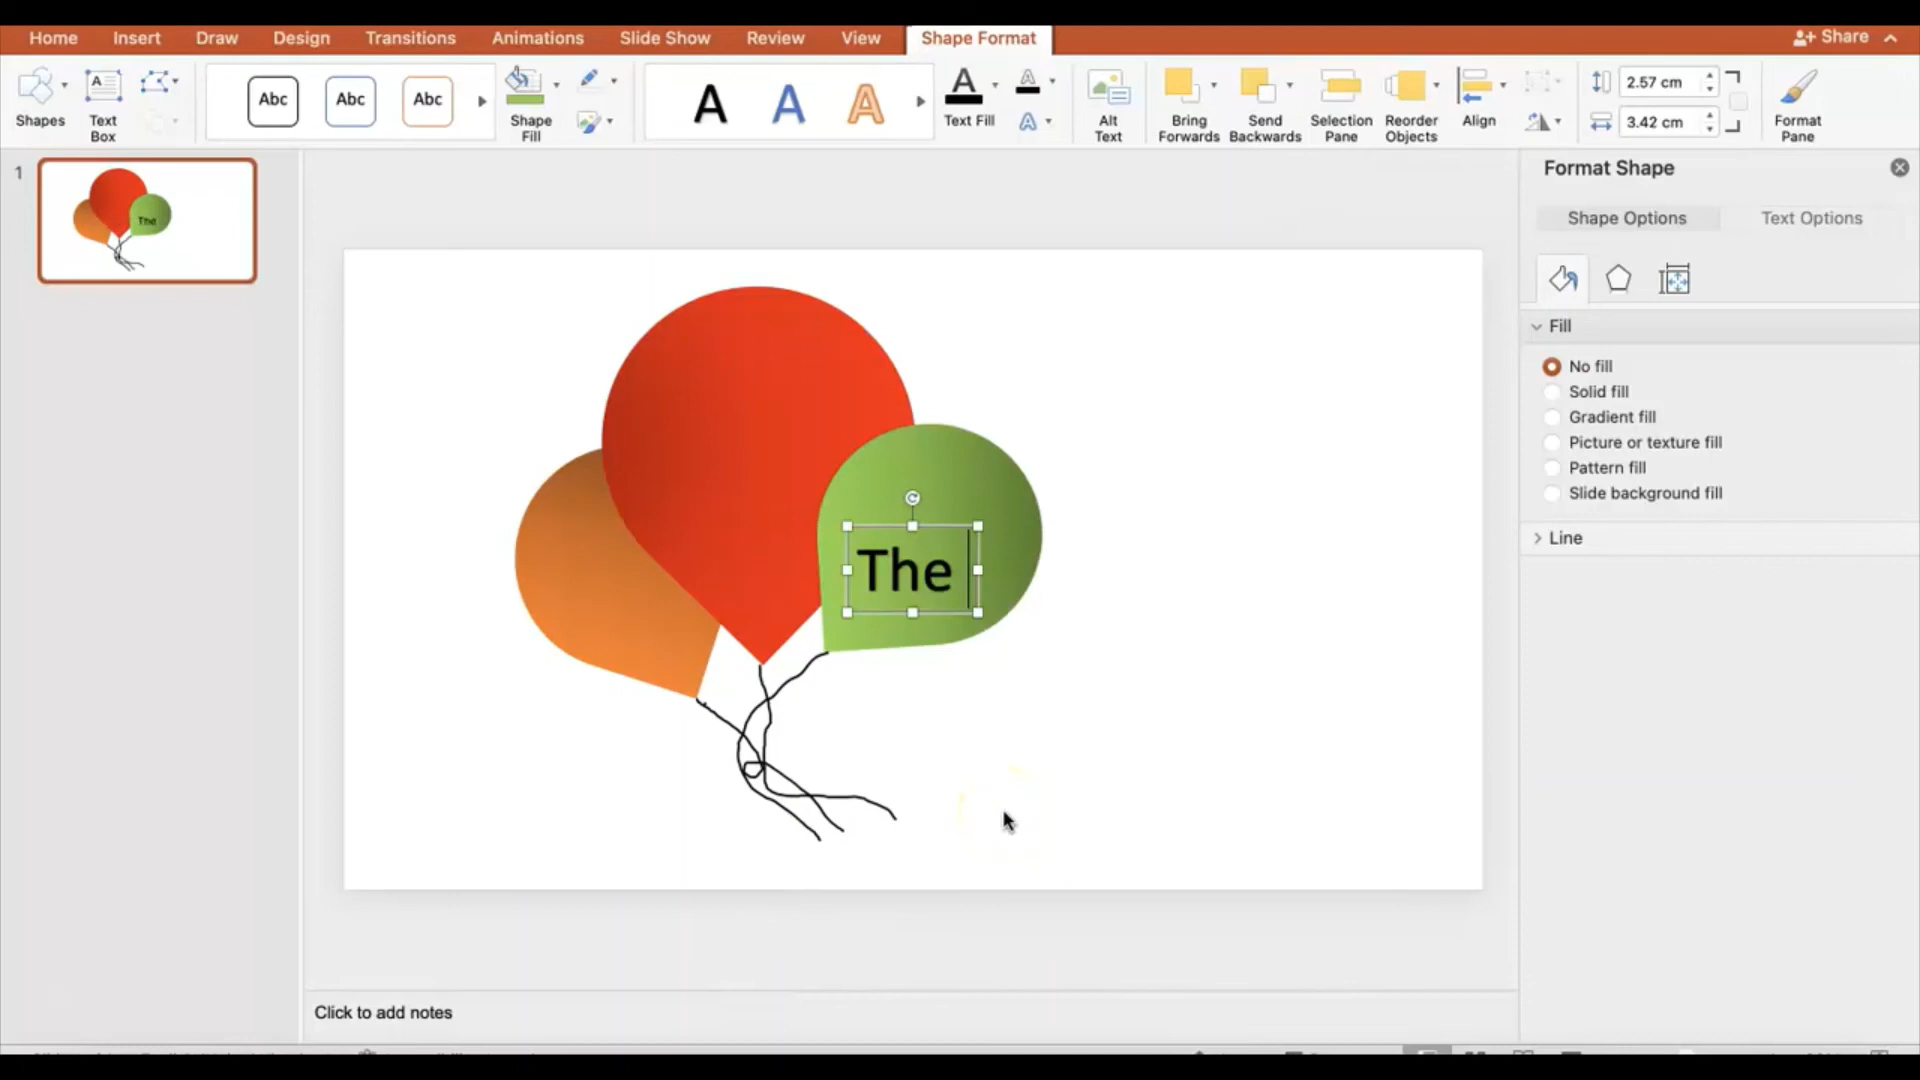 Home Insert Draw Design Transitions Animations Slide Show Review View Shape Format Share
Shapes
Text Box
Abc Abc Abc
Shape Fill
A A A
A Text Fill
A
A
Alt Text
Bring Forwards
Send Backwards
Selection Pane
Reorder Objects
Align
2.57 cm
3.42 cm
Format Pane
1
The
The
Format Shape
Shape Options Text Options
Fill
No fill
Solid fill
Gradient fill
Picture or texture fill
Pattern fill
Slide background fill
Line
Click to add notes